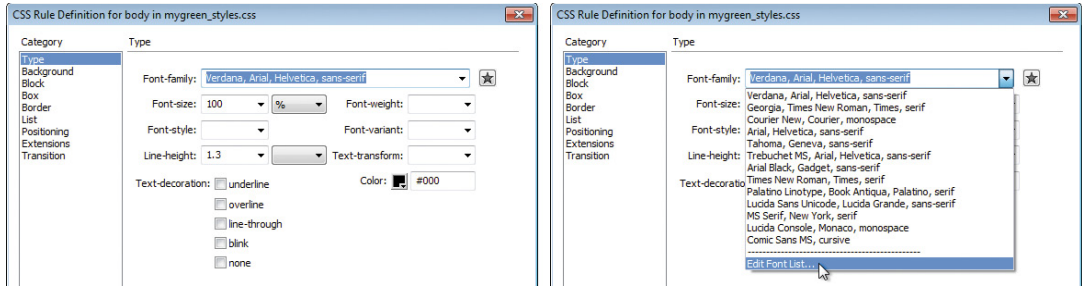 CSS Rule Definition for body in mygreen_styles.css
Category
Type
Type
Background
Block
Box
Border
List
Positioning
Extensions
Transition
Font-family: Verdana, Arial, Helvetica, sans-serif
Font-size: 100 % Font-weight:
Font-style: Font-variant:
Line-height: 1.3 Text-transform:
Text-decoration: underline Color: #000
overline
line-through
blink
none
CSS Rule Definition for body in mygreen_styles.css
Category
Type
Type
Background
Block
Box
Border
List
Positioning
Extensions
Transition
Font-family: Verdana, Arial, Helvetica, sans-serif
Font-size:
Font-style:
Line-height:
Text-decoratio
Verdana, Arial, Helvetica, sans-serif
Georgia, Times New Roman, Times, serif
Courier New, Courier, monospace
Arial, Helvetica, sans-serif
Tahoma, Geneva, sans-serif
Trebuchet MS, Arial, Helvetica, sans-serif
Arial Black, Gadget, sans-serif
Times New Roman, Times, serif
Palatino Linotype, Book Antiqua, Palatino, serif
Lucida Sans Unicode, Lucida Grande, sans-serif
MS Serif, New York, serif
Lucida Console, Monaco, monospace
Comic Sans MS, cursive
Edit Font List...